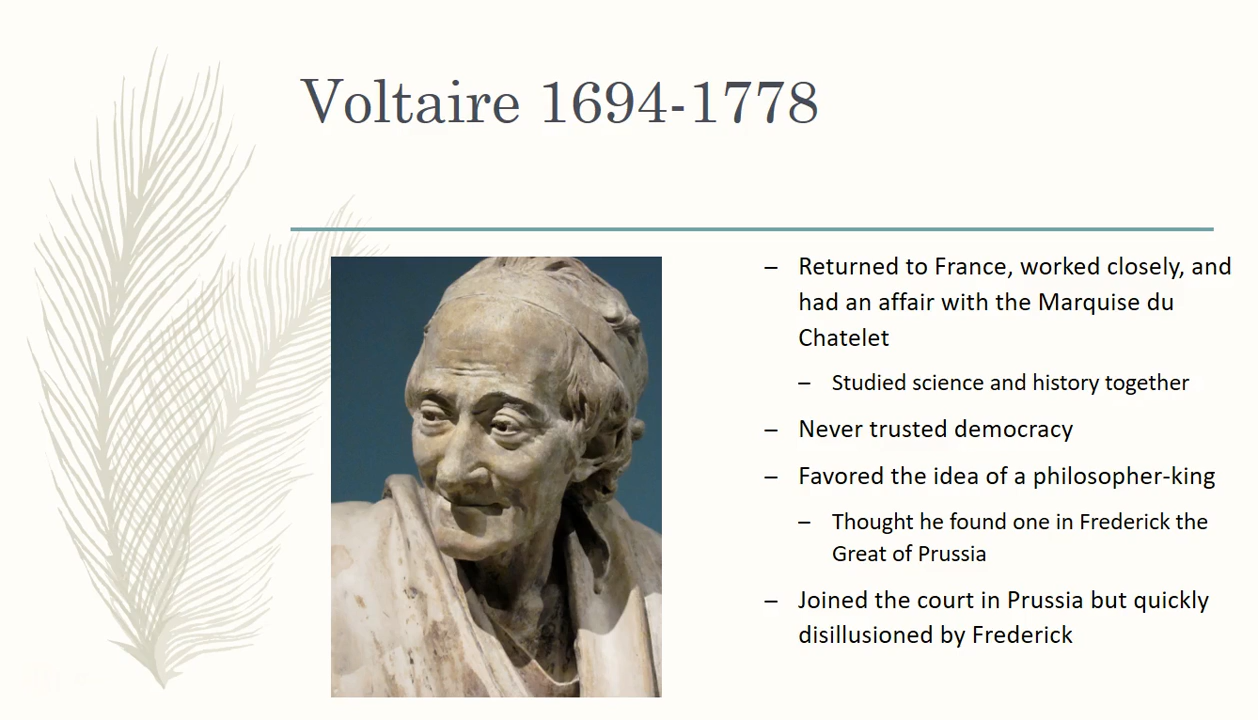 Voltaire 1694-1778
– Returned to France, worked closely, and
had an affair with the Marquise du
Chatelet
– Studied science and history together
– Never trusted democracy
– Favored the idea of a philosopher-king
– Thought he found one in Frederick the
Great of Prussia
– Joined the court in Prussia but quickly
disillusioned by Frederick